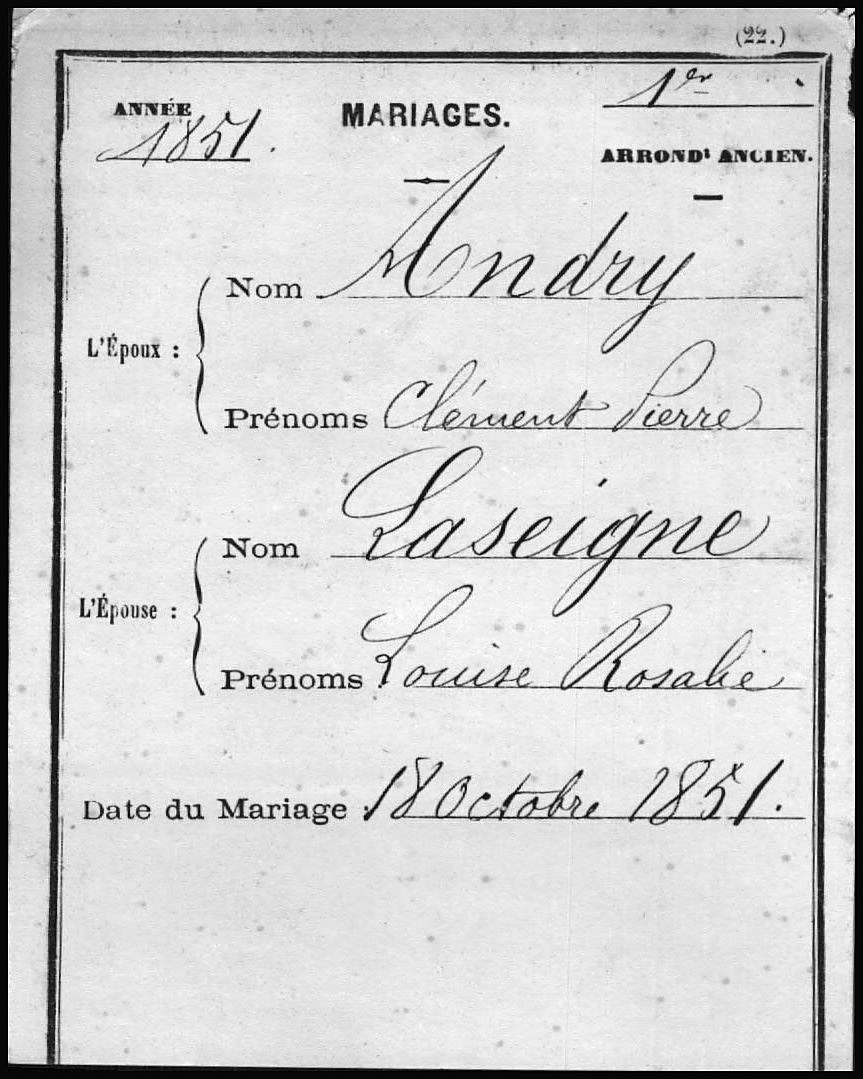 (22.)
ANNÉE 1851.
MARIAGES.
1er
ARRONDt ANCIEN.
L'Époux :
Nom Andry
Prénoms Clément Pierre
L'Épouse :
Nom Laseigne
Prénoms Louise Rosalie
Date du Mariage 18 Octobre 1851.